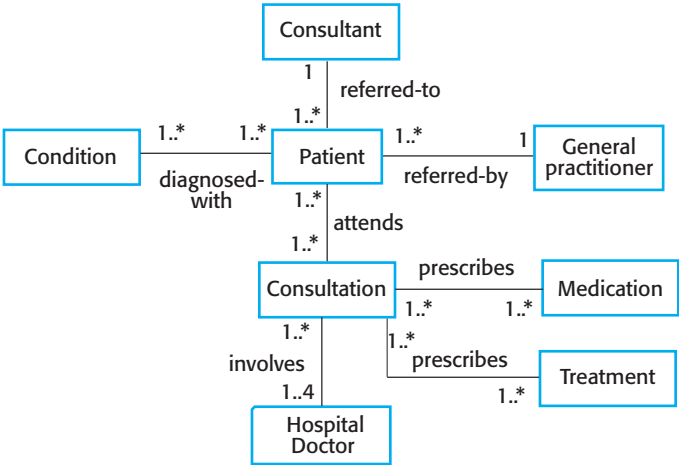 Consultant
1
referred-to
1..*
1..*
1..*
1..*
1
Condition
Patient
General
practitioner
diagnosed-
with
referred-by
1..*
attends
1..*
prescribes
Consultation
Medication
1..*
1..*
1..*
1..*
involves
prescribes
1..4
1..*
Treatment
Hospital
Doctor